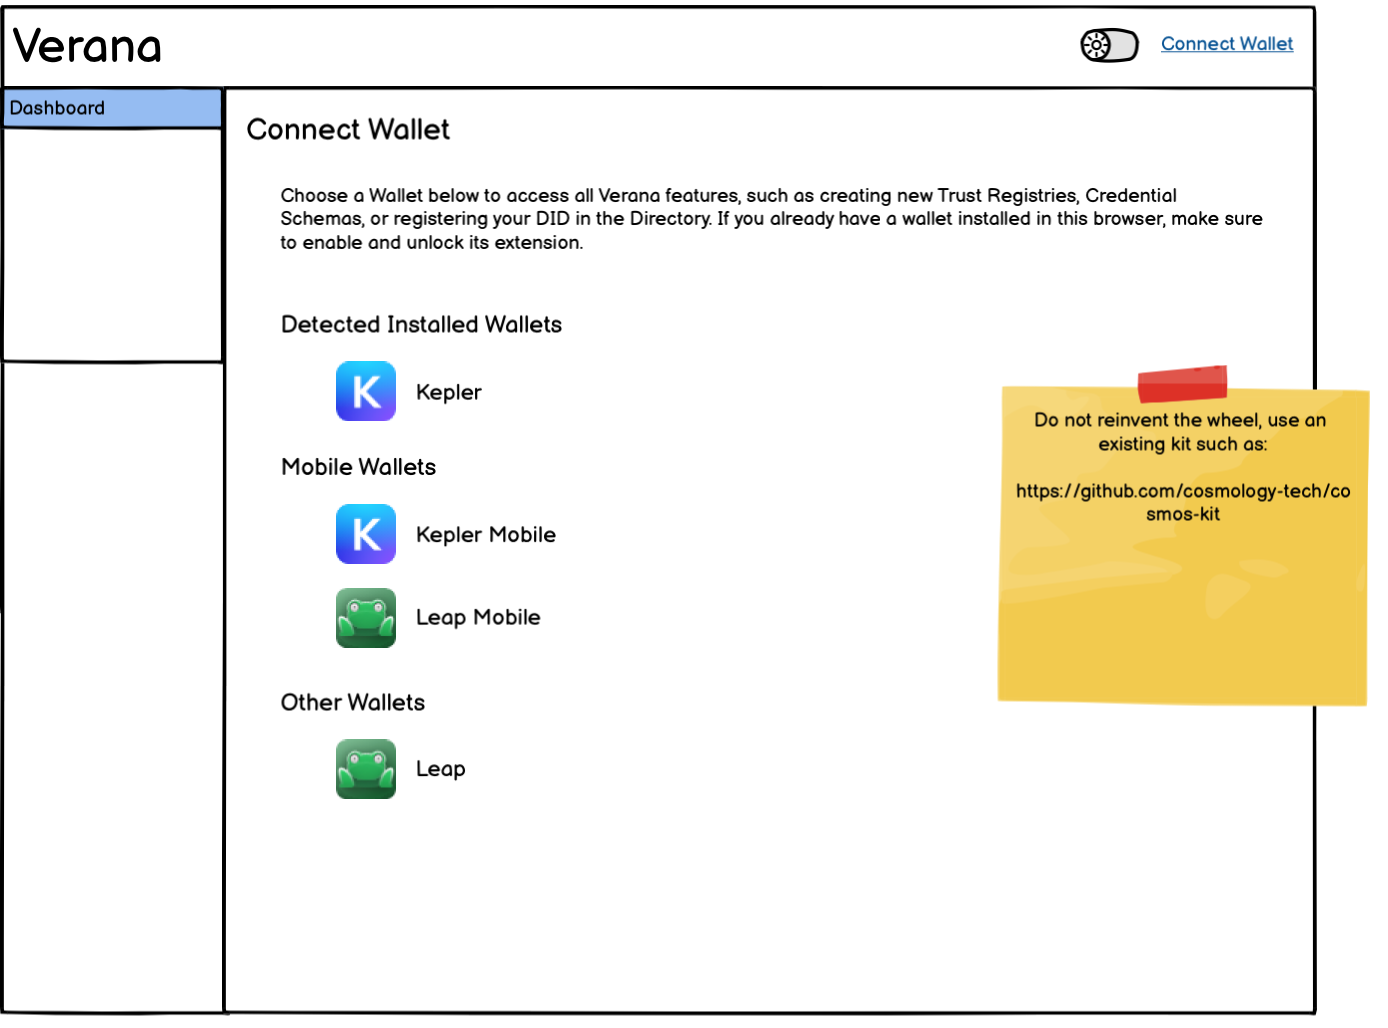 Verana
Connect Wallet
Dashboard
Connect Wallet
Choose a Wallet below to access all Verana features, such as creating new Trust Registries, Credential
Schemas, or registering your DID in the Directory. If you already have a wallet installed in this browser, make sure
to enable and unlock its extension.
Detected Installed Wallets
K
Kepler
Mobile Wallets
K
Kepler Mobile
Leap Mobile
Other Wallets
Leap
Do not reinvent the wheel, use an
existing kit such as:
https://github.com/cosmology-tech/co
smos-kit